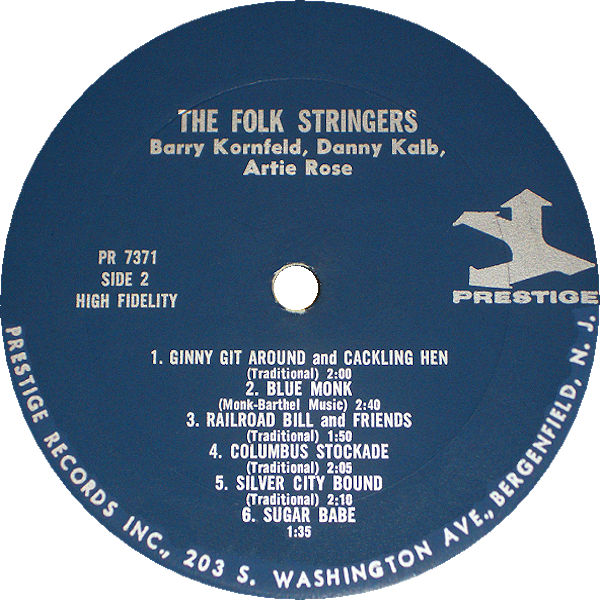 THE FOLK STRINGERS
Barry Kornfeld, Danny Kalb,
Artie Rose
PR 7371
SIDE 2
HIGH FIDELITY
PRESTIGE
1. GINNY GIT AROUND and CACKLING HEN
(Traditional) 2:00
2. BLUE MONK
(Monk-Barthel Music) 2:40
3. RAILROAD BILL and FRIENDS
(Traditional) 1:50
4. COLUMBUS STOCKADE
(Traditional) 2:05
5. SILVER CITY BOUND
(Traditional) 2:10
6. SUGAR BABE
1:35
PRESTIGE RECORDS INC., 203 S. WASHINGTON AVE., BERGENFIELD, N. J.